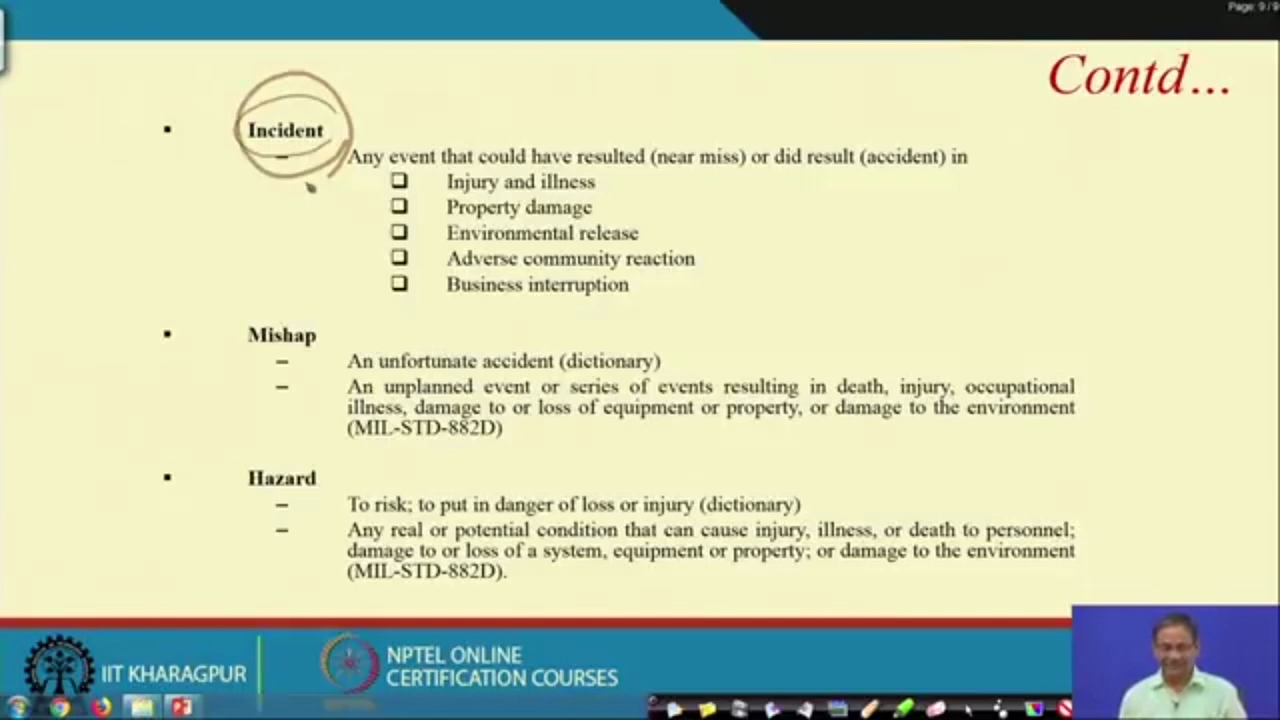 Page: 9 / 9
Contd...
Incident
Any event that could have resulted (near miss) or did result (accident) in
Injury and illness
Property damage
Environmental release
Adverse community reaction
Business interruption
Mishap
An unfortunate accident (dictionary)
An unplanned event or series of events resulting in death, injury, occupational
illness, damage to or loss of equipment or property, or damage to the environment
(MIL-STD-882D)
Hazard
To risk; to put in danger of loss or injury (dictionary)
Any real or potential condition that can cause injury, illness, or death to personnel;
damage to or loss of a system, equipment or property; or damage to the environment
(MIL-STD-882D).
IIT KHARAGPUR
NPTEL ONLINE
CERTIFICATION COURSES